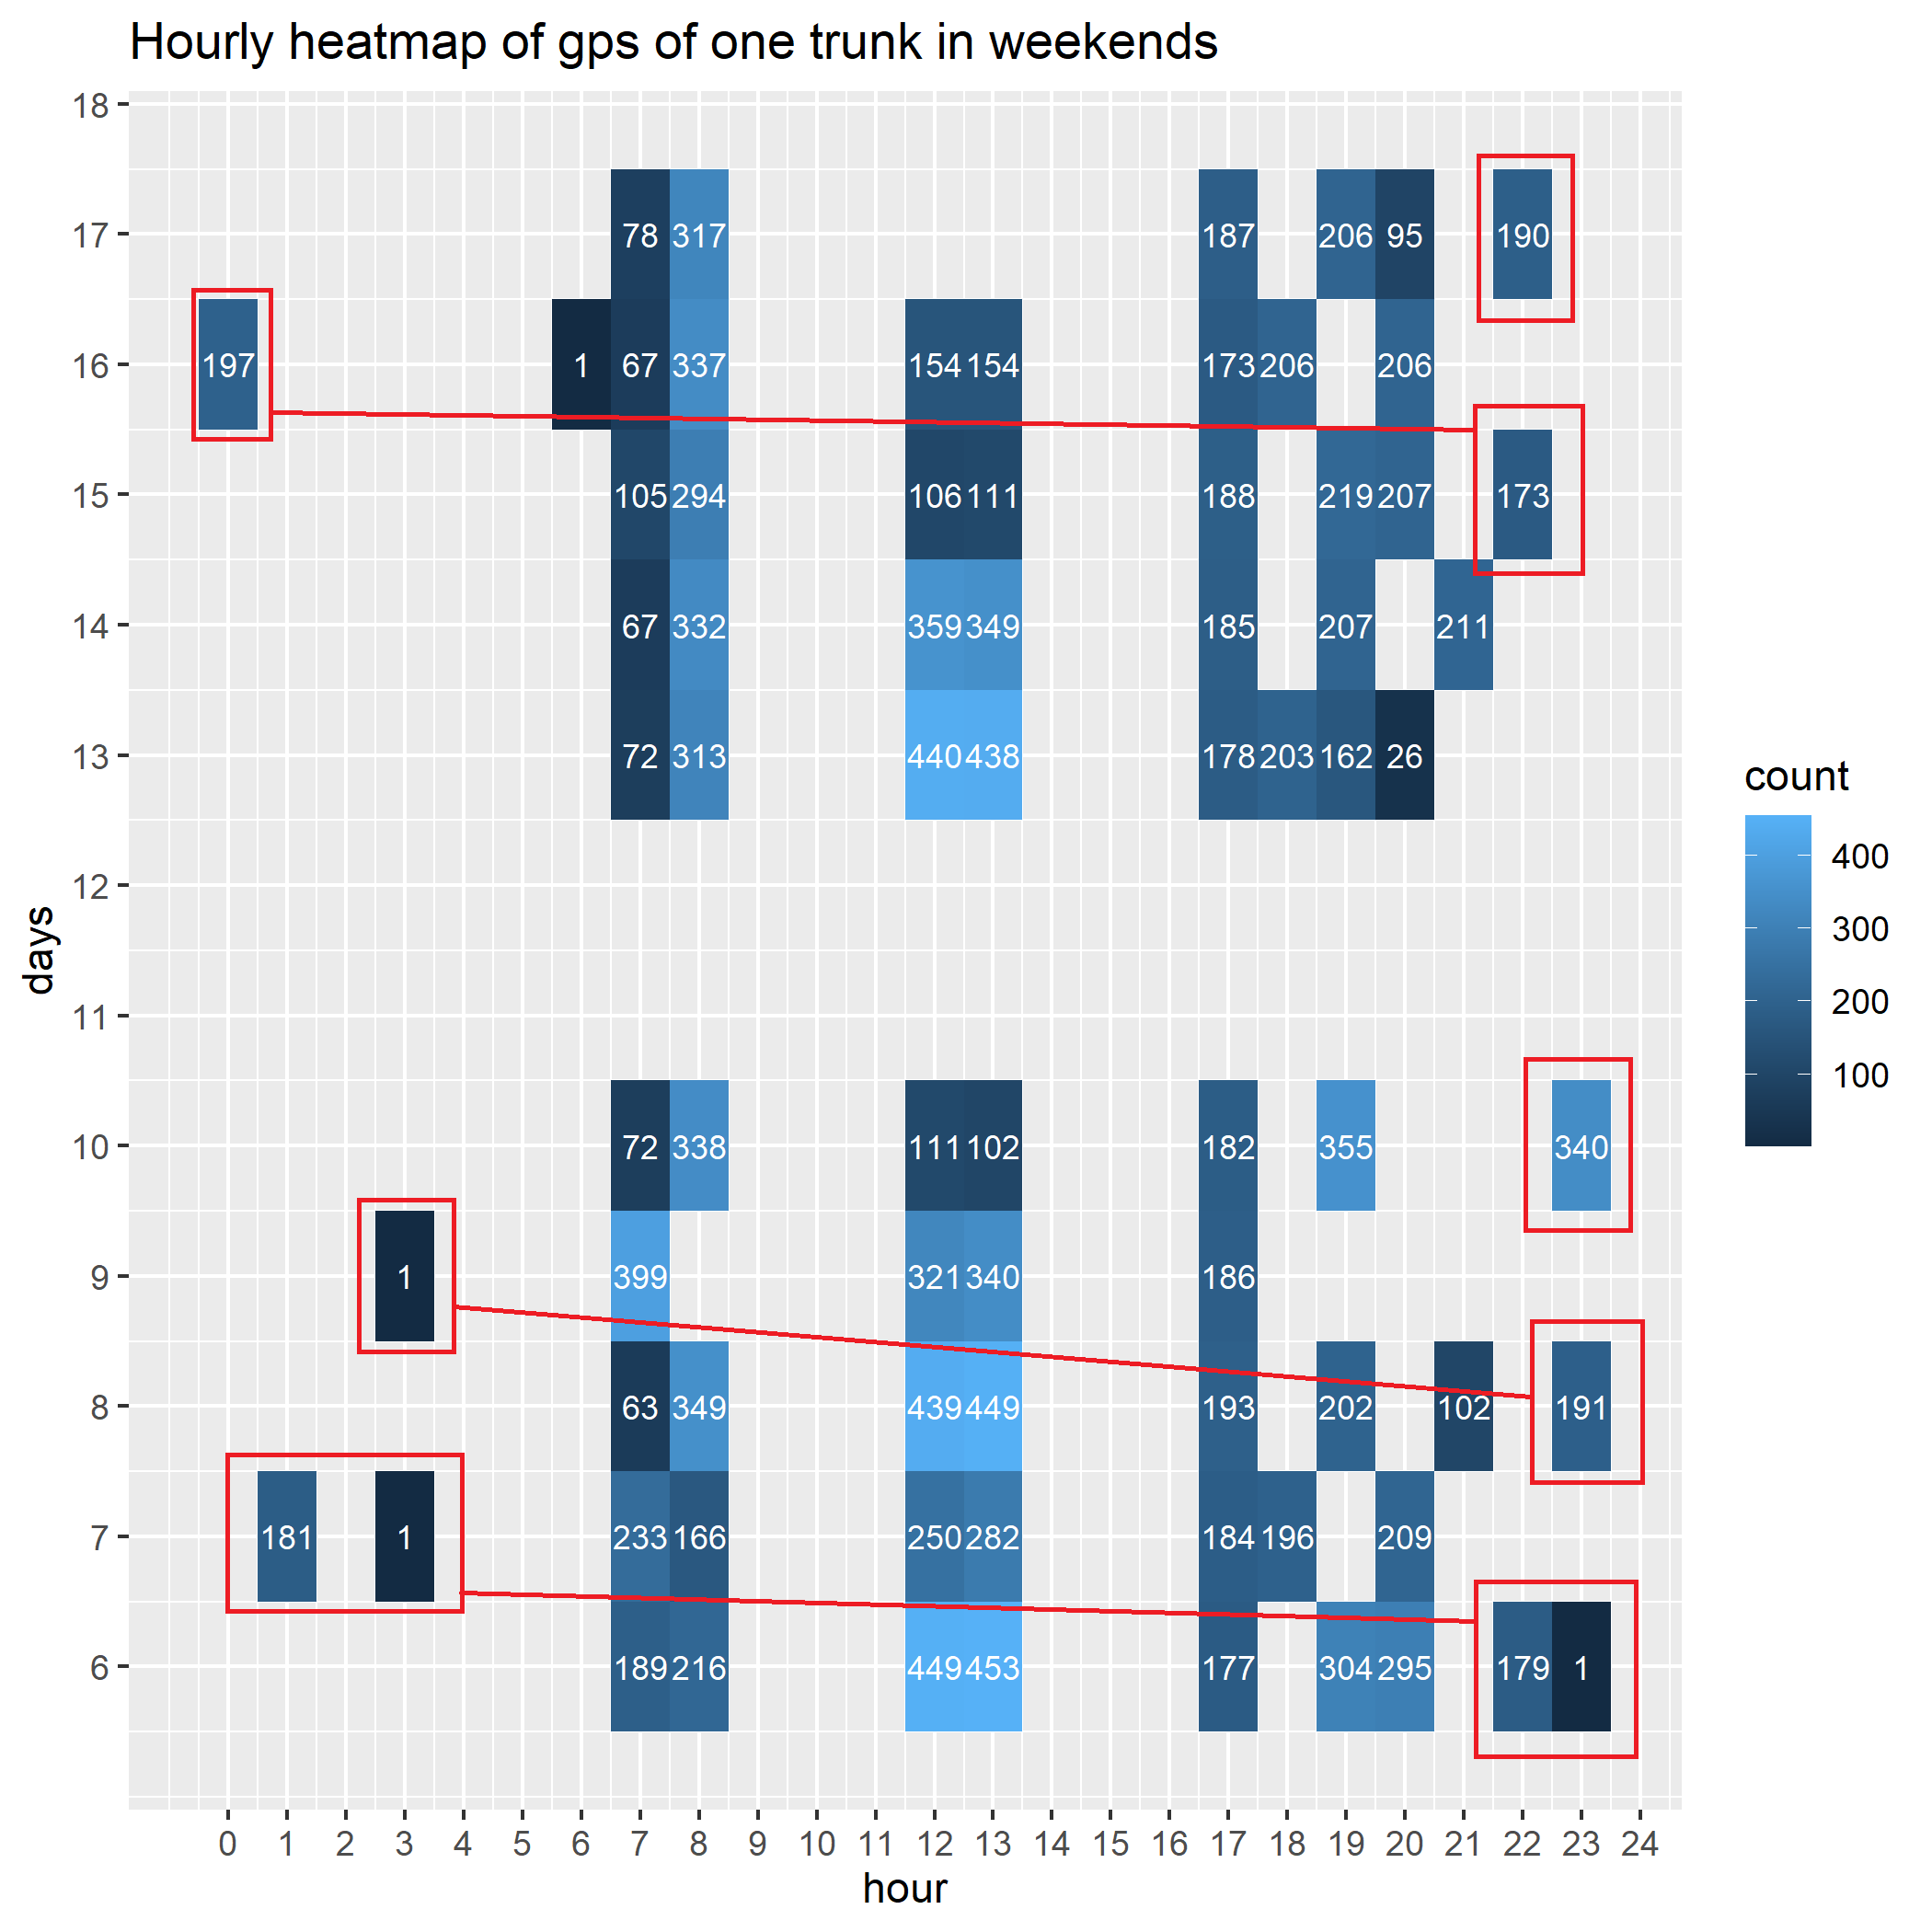 Hourly heatmap of gps of one trunk in weekends
18
17 78 317 187 206 95 190
16 197 1 67 337 154 154 173 206 206
15 105 294 106 111 188 219 207 173
14 67 332 359 349 185 207 211
13 72 313 440 438 178 203 162 26
12
11
10 72 338 111 102 182 355 340
9 1 399 321 340 186
8 63 349 439 449 193 202 102 191
7 181 1 233 166 250 282 184 196 209
6 189 216 449 453 177 304 295 179 1
days
0 1 2 3 4 5 6 7 8 9 10 11 12 13 14 15 16 17 18 19 20 21 22 23 24
hour
count
400
300
200
100